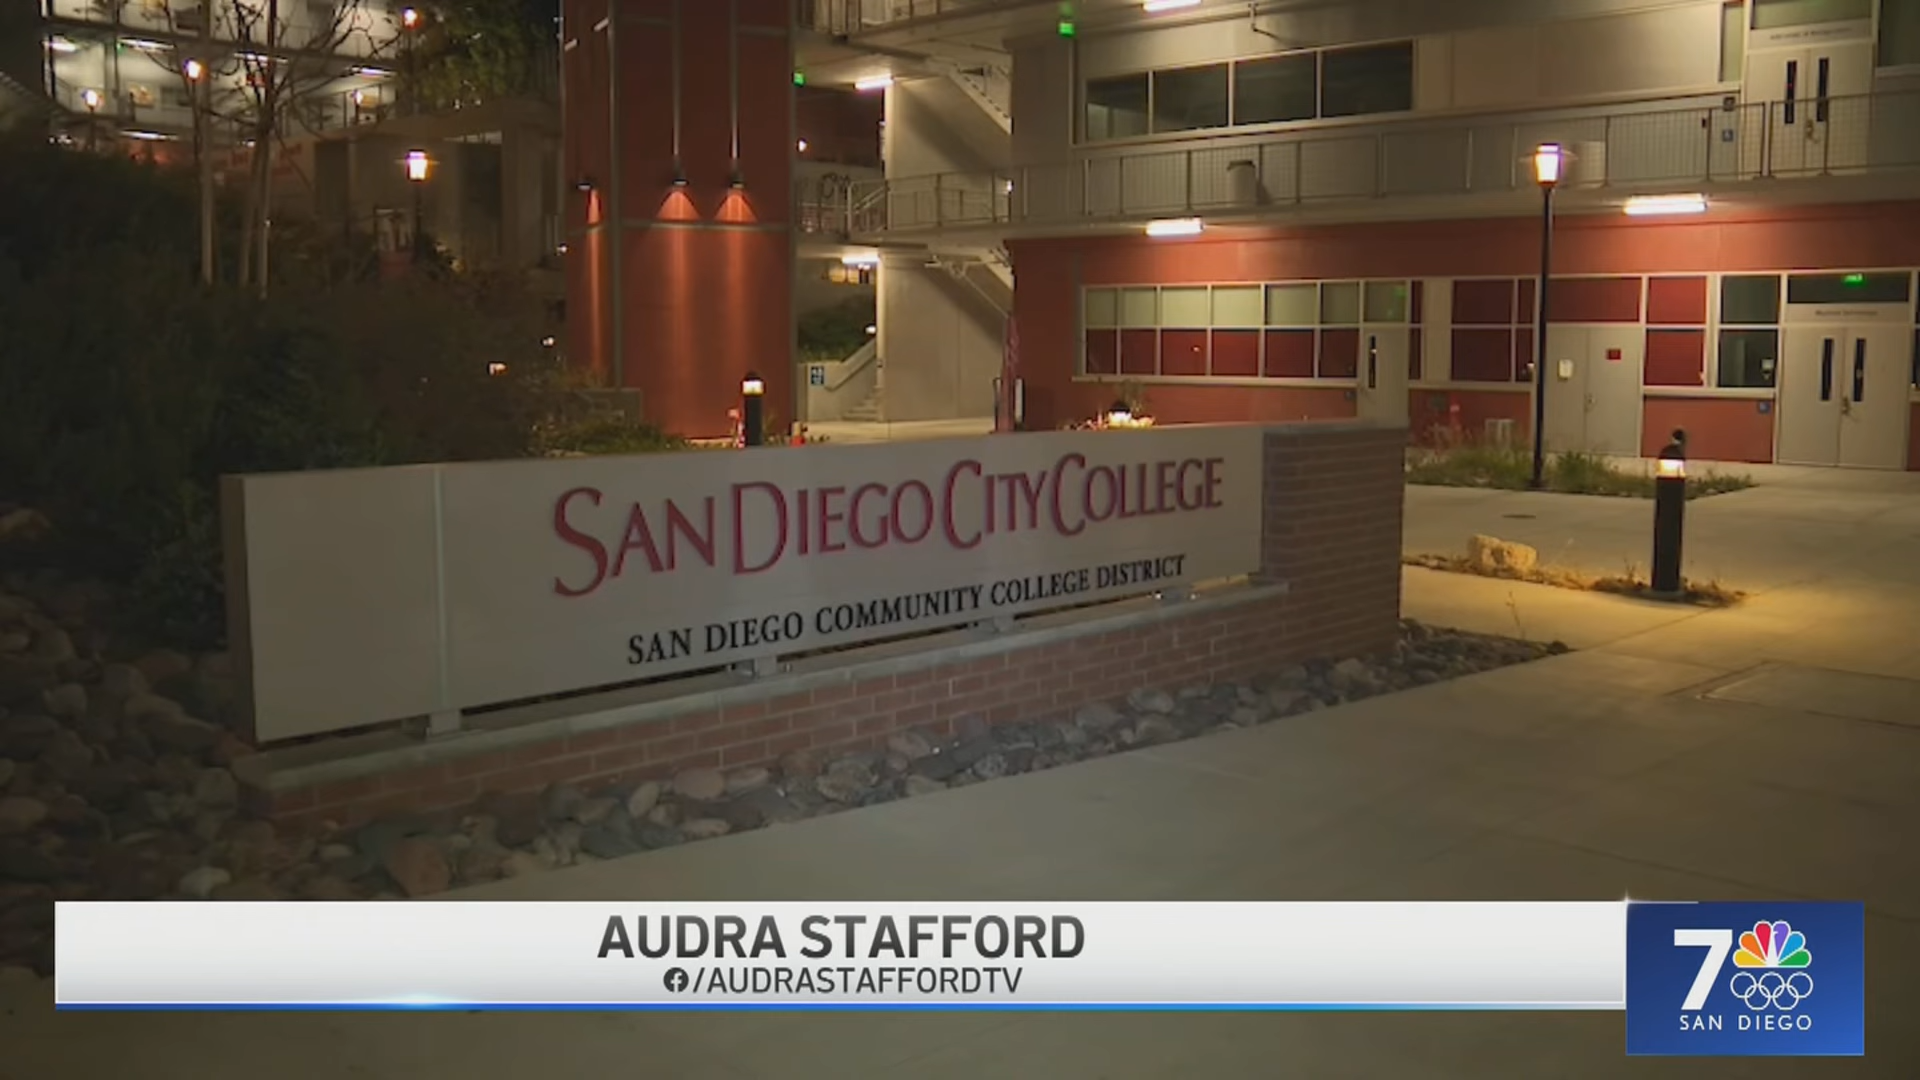 SAN DIEGO CITY COLLEGE
SAN DIEGO COMMUNITY COLLEGE DISTRICT
AUDRA STAFFORD
/AUDRASTAFFORDTV
7
SAN DIEGO